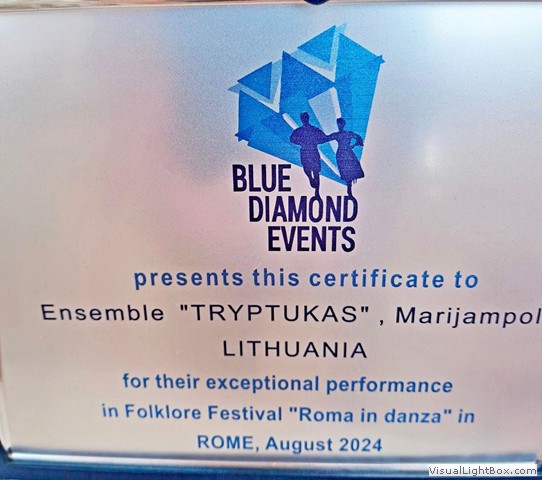 BLUE
DIAMOND
EVENTS
presents this certificate to
Ensemble "TRYPTUKAS" , Marijampol
LITHUANIA
for their exceptional performance
in Folklore Festival "Roma in danza" in
ROME, August 2024
VisualLightBox.com